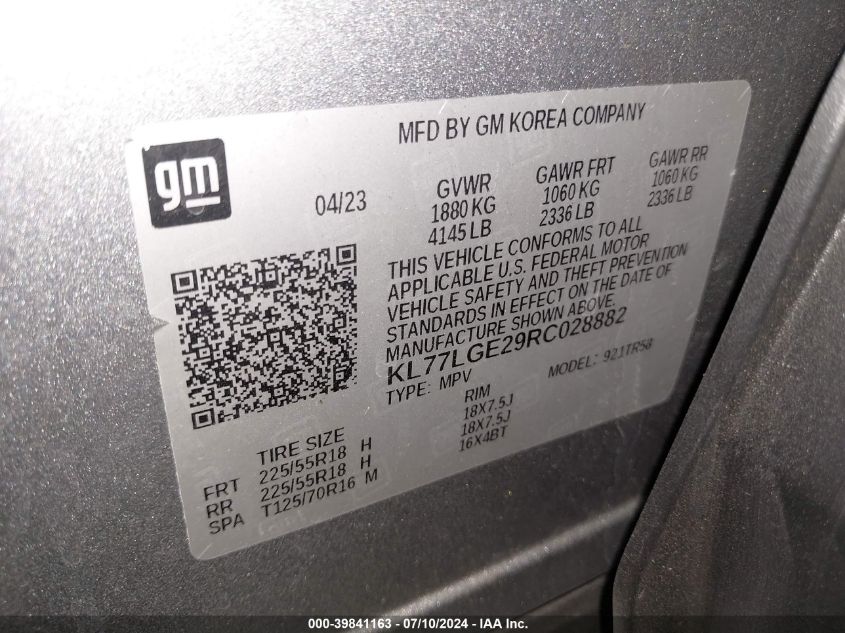 MFD BY GM KOREA COMPANY
gm
04/23
GVWR
1880 KG
4145 LB
GAWR FRT
1060 KG
2336 LB
GAWR RR
1060 KG
2336 LB
THIS VEHICLE CONFORMS TO ALL
APPLICABLE U.S. FEDERAL MOTOR
VEHICLE SAFETY AND THEFT PREVENTION
STANDARDS IN EFFECT ON THE DATE OF
MANUFACTURE SHOWN ABOVE.
KL77LGE29RC028882
TYPE: MPV
MODEL: 921TR58
TIRE SIZE RIM
FRT 225/55R18 H 18X7.5J
RR 225/55R18 H 18X7.5J
SPA T125/70R16 M 16X4BT
000-39841163 - 07/10/2024 - IAA Inc.